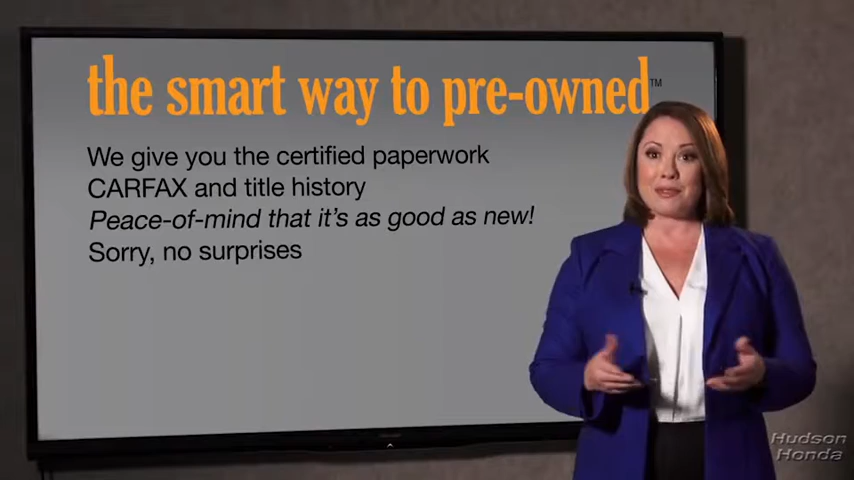 the smart way to pre-owned™
We give you the certified paperwork
CARFAX and title history
Peace-of-mind that it's as good as new!
Sorry, no surprises
Hudson
Honda